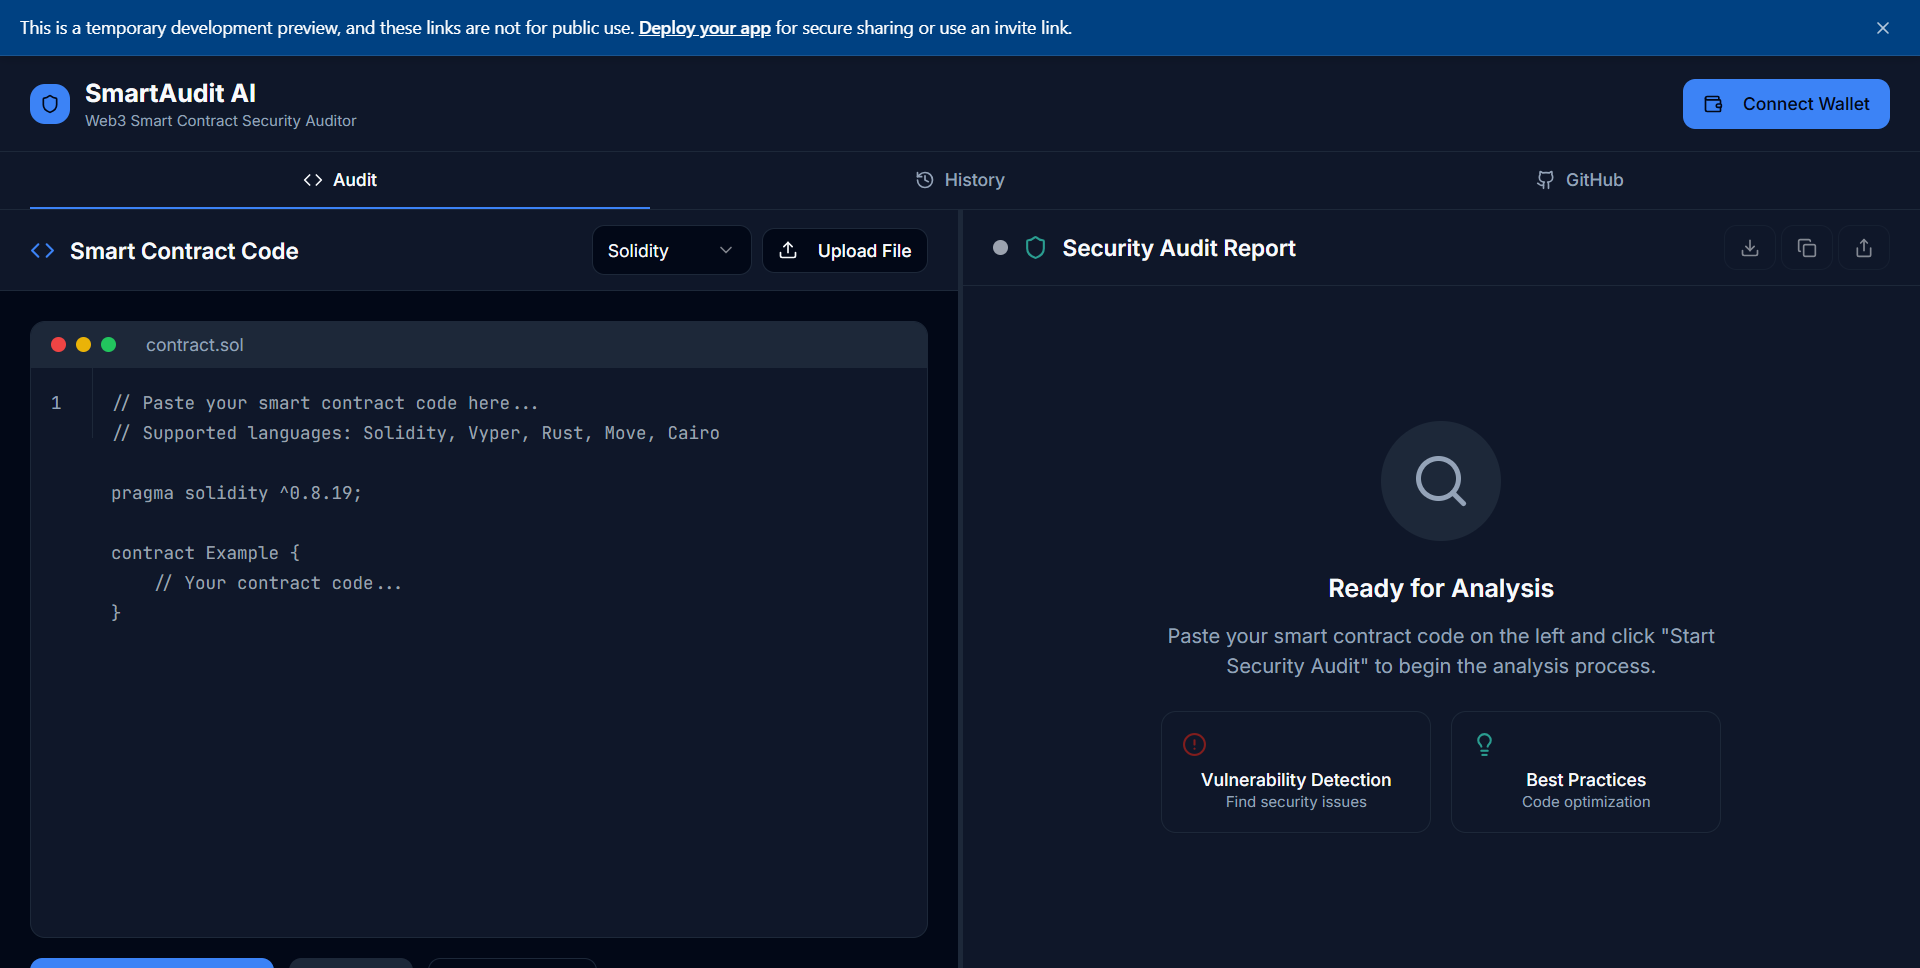 This is a temporary development preview, and these links are not for public use. Deploy your app for secure sharing or use an invite link.
SmartAudit AI
Web3 Smart Contract Security Auditor
Connect Wallet
Audit
History
GitHub
Smart Contract Code
Solidity
Upload File
contract.sol
1
// Paste your smart contract code here...
// Supported languages: Solidity, Vyper, Rust, Move, Cairo
pragma solidity ^0.8.19;
contract Example {
// Your contract code...
}
Security Audit Report
Ready for Analysis
Paste your smart contract code on the left and click "Start
Security Audit" to begin the analysis process.
Vulnerability Detection
Find security issues
Best Practices
Code optimization